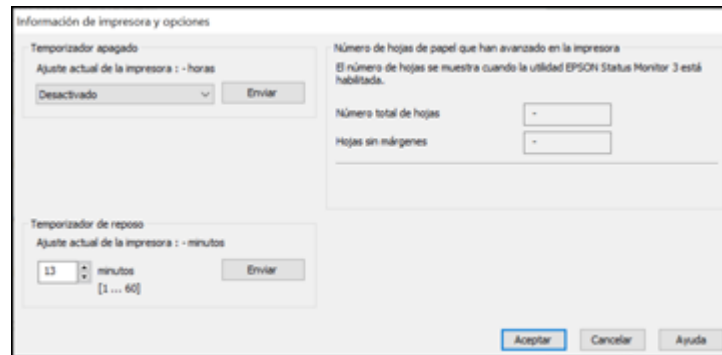 Información de impresora y opciones
Temporizador apagado
Ajuste actual de la impresora : - horas
Desactivado
Enviar
Número de hojas de papel que han avanzado en la impresora
El número de hojas se muestra cuando la utilidad EPSON Status Monitor 3 está
habilitada.
Número total de hojas
-
Hojas sin márgenes
-
Temporizador de reposo
Ajuste actual de la impresora : - minutos
13
minutos
Enviar
[1 ... 60]
Aceptar
Cancelar
Ayuda